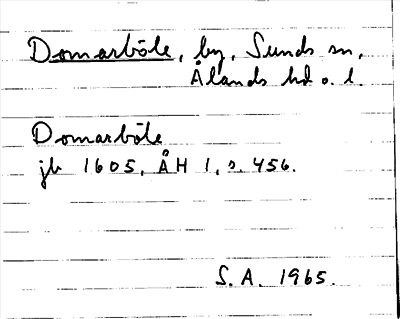 Domarböle, by, Sunds sn,
Ålands hd o. l.
Domarböle
jb 1605, ÅH 1, s. 456.
S. A. 1965.